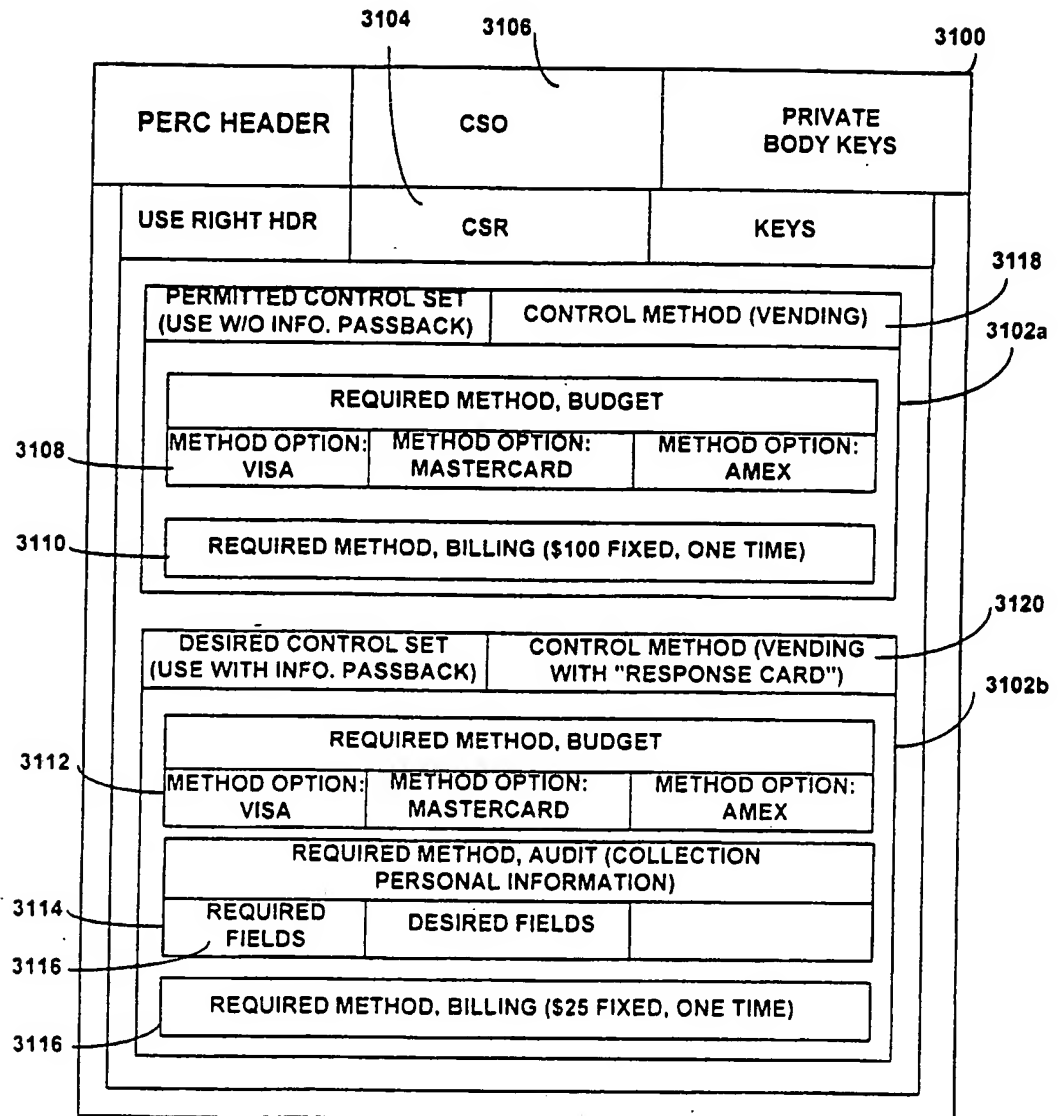 3104
3106
3100
PERC HEADER
CSO
PRIVATE
BODY KEYS
USE RIGHT HDR
CSR
KEYS
3118
PERMITTED CONTROL SET
(USE W/O INFO. PASSBACK)
CONTROL METHOD (VENDING)
3102a
REQUIRED METHOD, BUDGET
3108
METHOD OPTION:
VISA
METHOD OPTION:
MASTERCARD
METHOD OPTION:
AMEX
3110
REQUIRED METHOD, BILLING ($100 FIXED, ONE TIME)
3120
DESIRED CONTROL SET
(USE WITH INFO. PASSBACK)
CONTROL METHOD (VENDING
WITH "RESPONSE CARD")
3102b
REQUIRED METHOD, BUDGET
3112
METHOD OPTION:
VISA
METHOD OPTION:
MASTERCARD
METHOD OPTION:
AMEX
REQUIRED METHOD, AUDIT (COLLECTION
PERSONAL INFORMATION)
3114
REQUIRED
FIELDS
DESIRED FIELDS
3116
REQUIRED METHOD, BILLING ($25 FIXED, ONE TIME)
3116